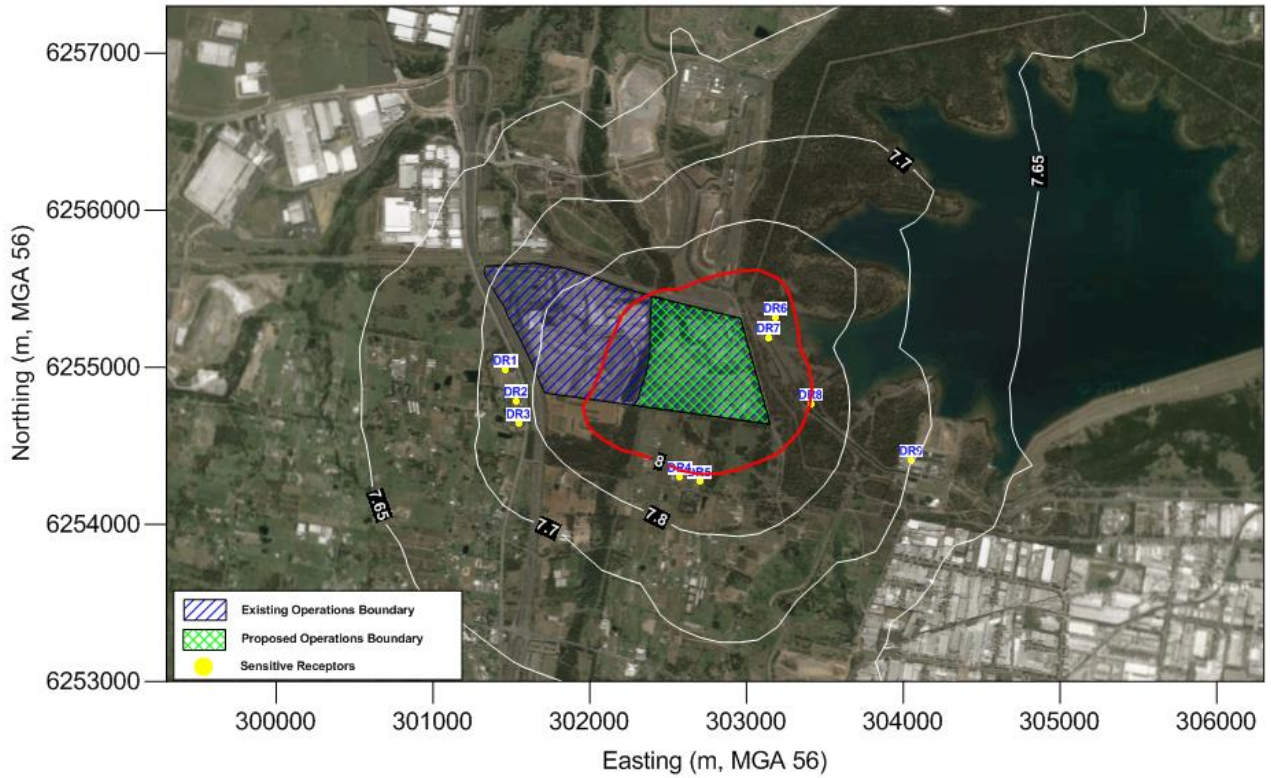 6257000
6256000
6255000
6254000
6253000
Northing (m, MGA 56)
7.7
7.65
DR6
DR7
DR1
DR2
DR3
DR8
DR9
8
DR4
DR5
7.65
7.7
7.8
Existing Operations Boundary
Proposed Operations Boundary
Sensitive Receptors
300000 301000 302000 303000 304000 305000 306000
Easting (m, MGA 56)